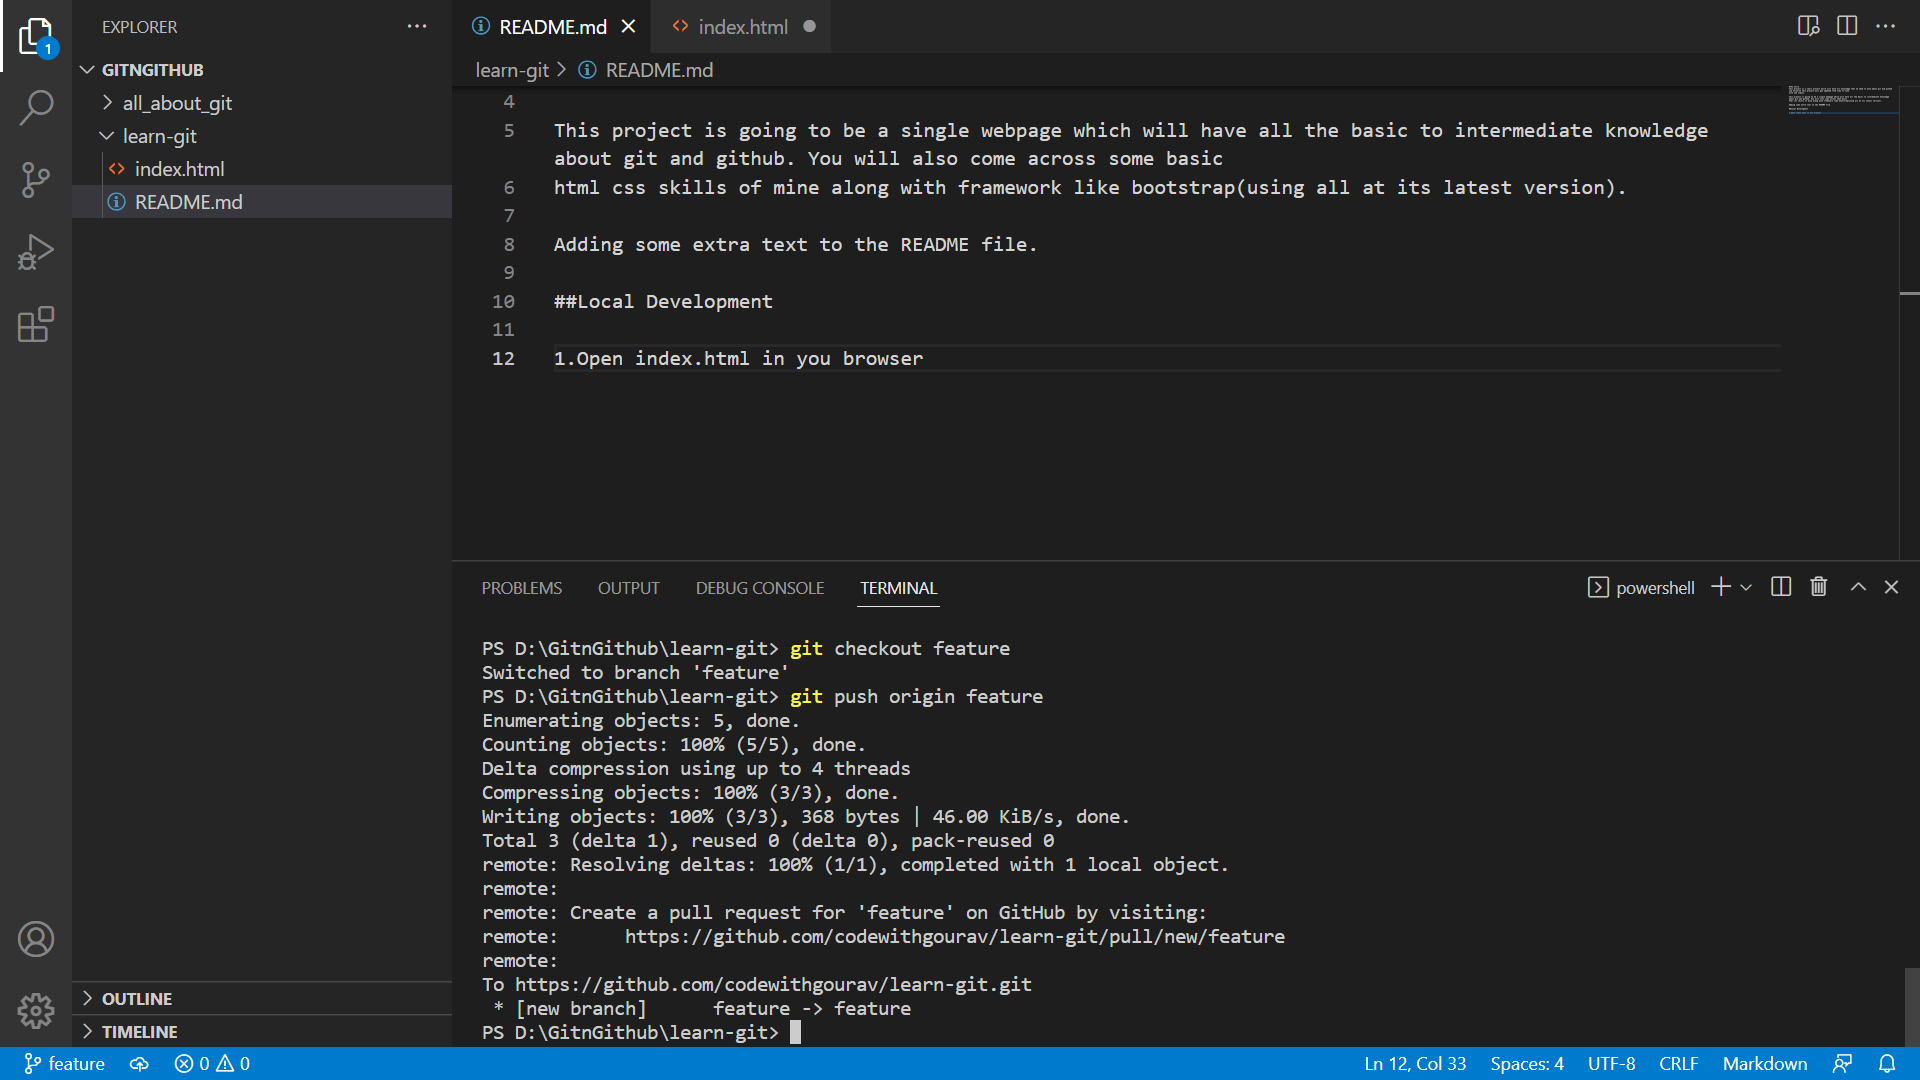 1
EXPLORER
GITNGITHUB
all_about_git
learn-git
index.html
README.md
OUTLINE
TIMELINE
README.md
index.html
learn-git > README.md
4
5 This project is going to be a single webpage which will have all the basic to intermediate knowledge
about git and github. You will also come across some basic
6 html css skills of mine along with framework like bootstrap(using all at its latest version).
7
8 Adding some extra text to the README file.
9
10 ##Local Development
11
12 1.Open index.html in you browser
PROBLEMS OUTPUT DEBUG CONSOLE TERMINAL powershell
PS D:\GitnGithub\learn-git> git checkout feature
Switched to branch 'feature'
PS D:\GitnGithub\learn-git> git push origin feature
Enumerating objects: 5, done.
Counting objects: 100% (5/5), done.
Delta compression using up to 4 threads
Compressing objects: 100% (3/3), done.
Writing objects: 100% (3/3), 368 bytes | 46.00 KiB/s, done.
Total 3 (delta 1), reused 0 (delta 0), pack-reused 0
remote: Resolving deltas: 100% (1/1), completed with 1 local object.
remote:
remote: Create a pull request for 'feature' on GitHub by visiting:
remote:      https://github.com/codewithgourav/learn-git/pull/new/feature
remote:
To https://github.com/codewithgourav/learn-git.git
 * [new branch]      feature -> feature
PS D:\GitnGithub\learn-git>
feature 0 0 Ln 12, Col 33 Spaces: 4 UTF-8 CRLF Markdown